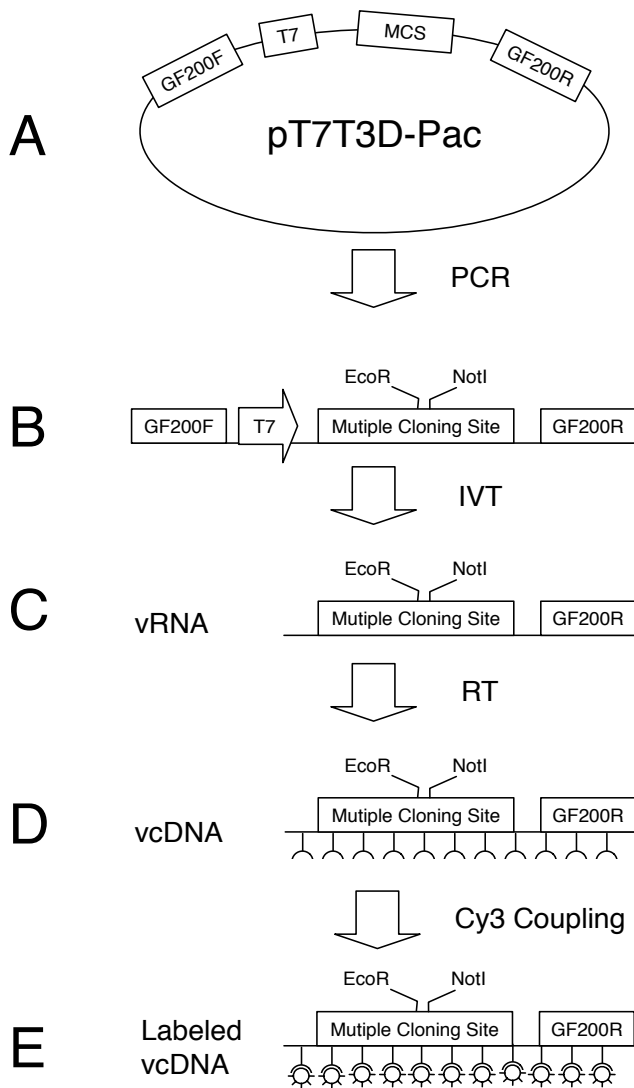 GF200F
T7
MCS
GF200R
A
pT7T3D-Pac
PCR
EcoR
NotI
B
GF200F
T7
Mutiple Cloning Site
GF200R
IVT
EcoR
NotI
C
vRNA
Mutiple Cloning Site
GF200R
RT
EcoR
NotI
D
vcDNA
Mutiple Cloning Site
GF200R
Cy3 Coupling
EcoR
NotI
E
Labeled
vcDNA
Mutiple Cloning Site
GF200R